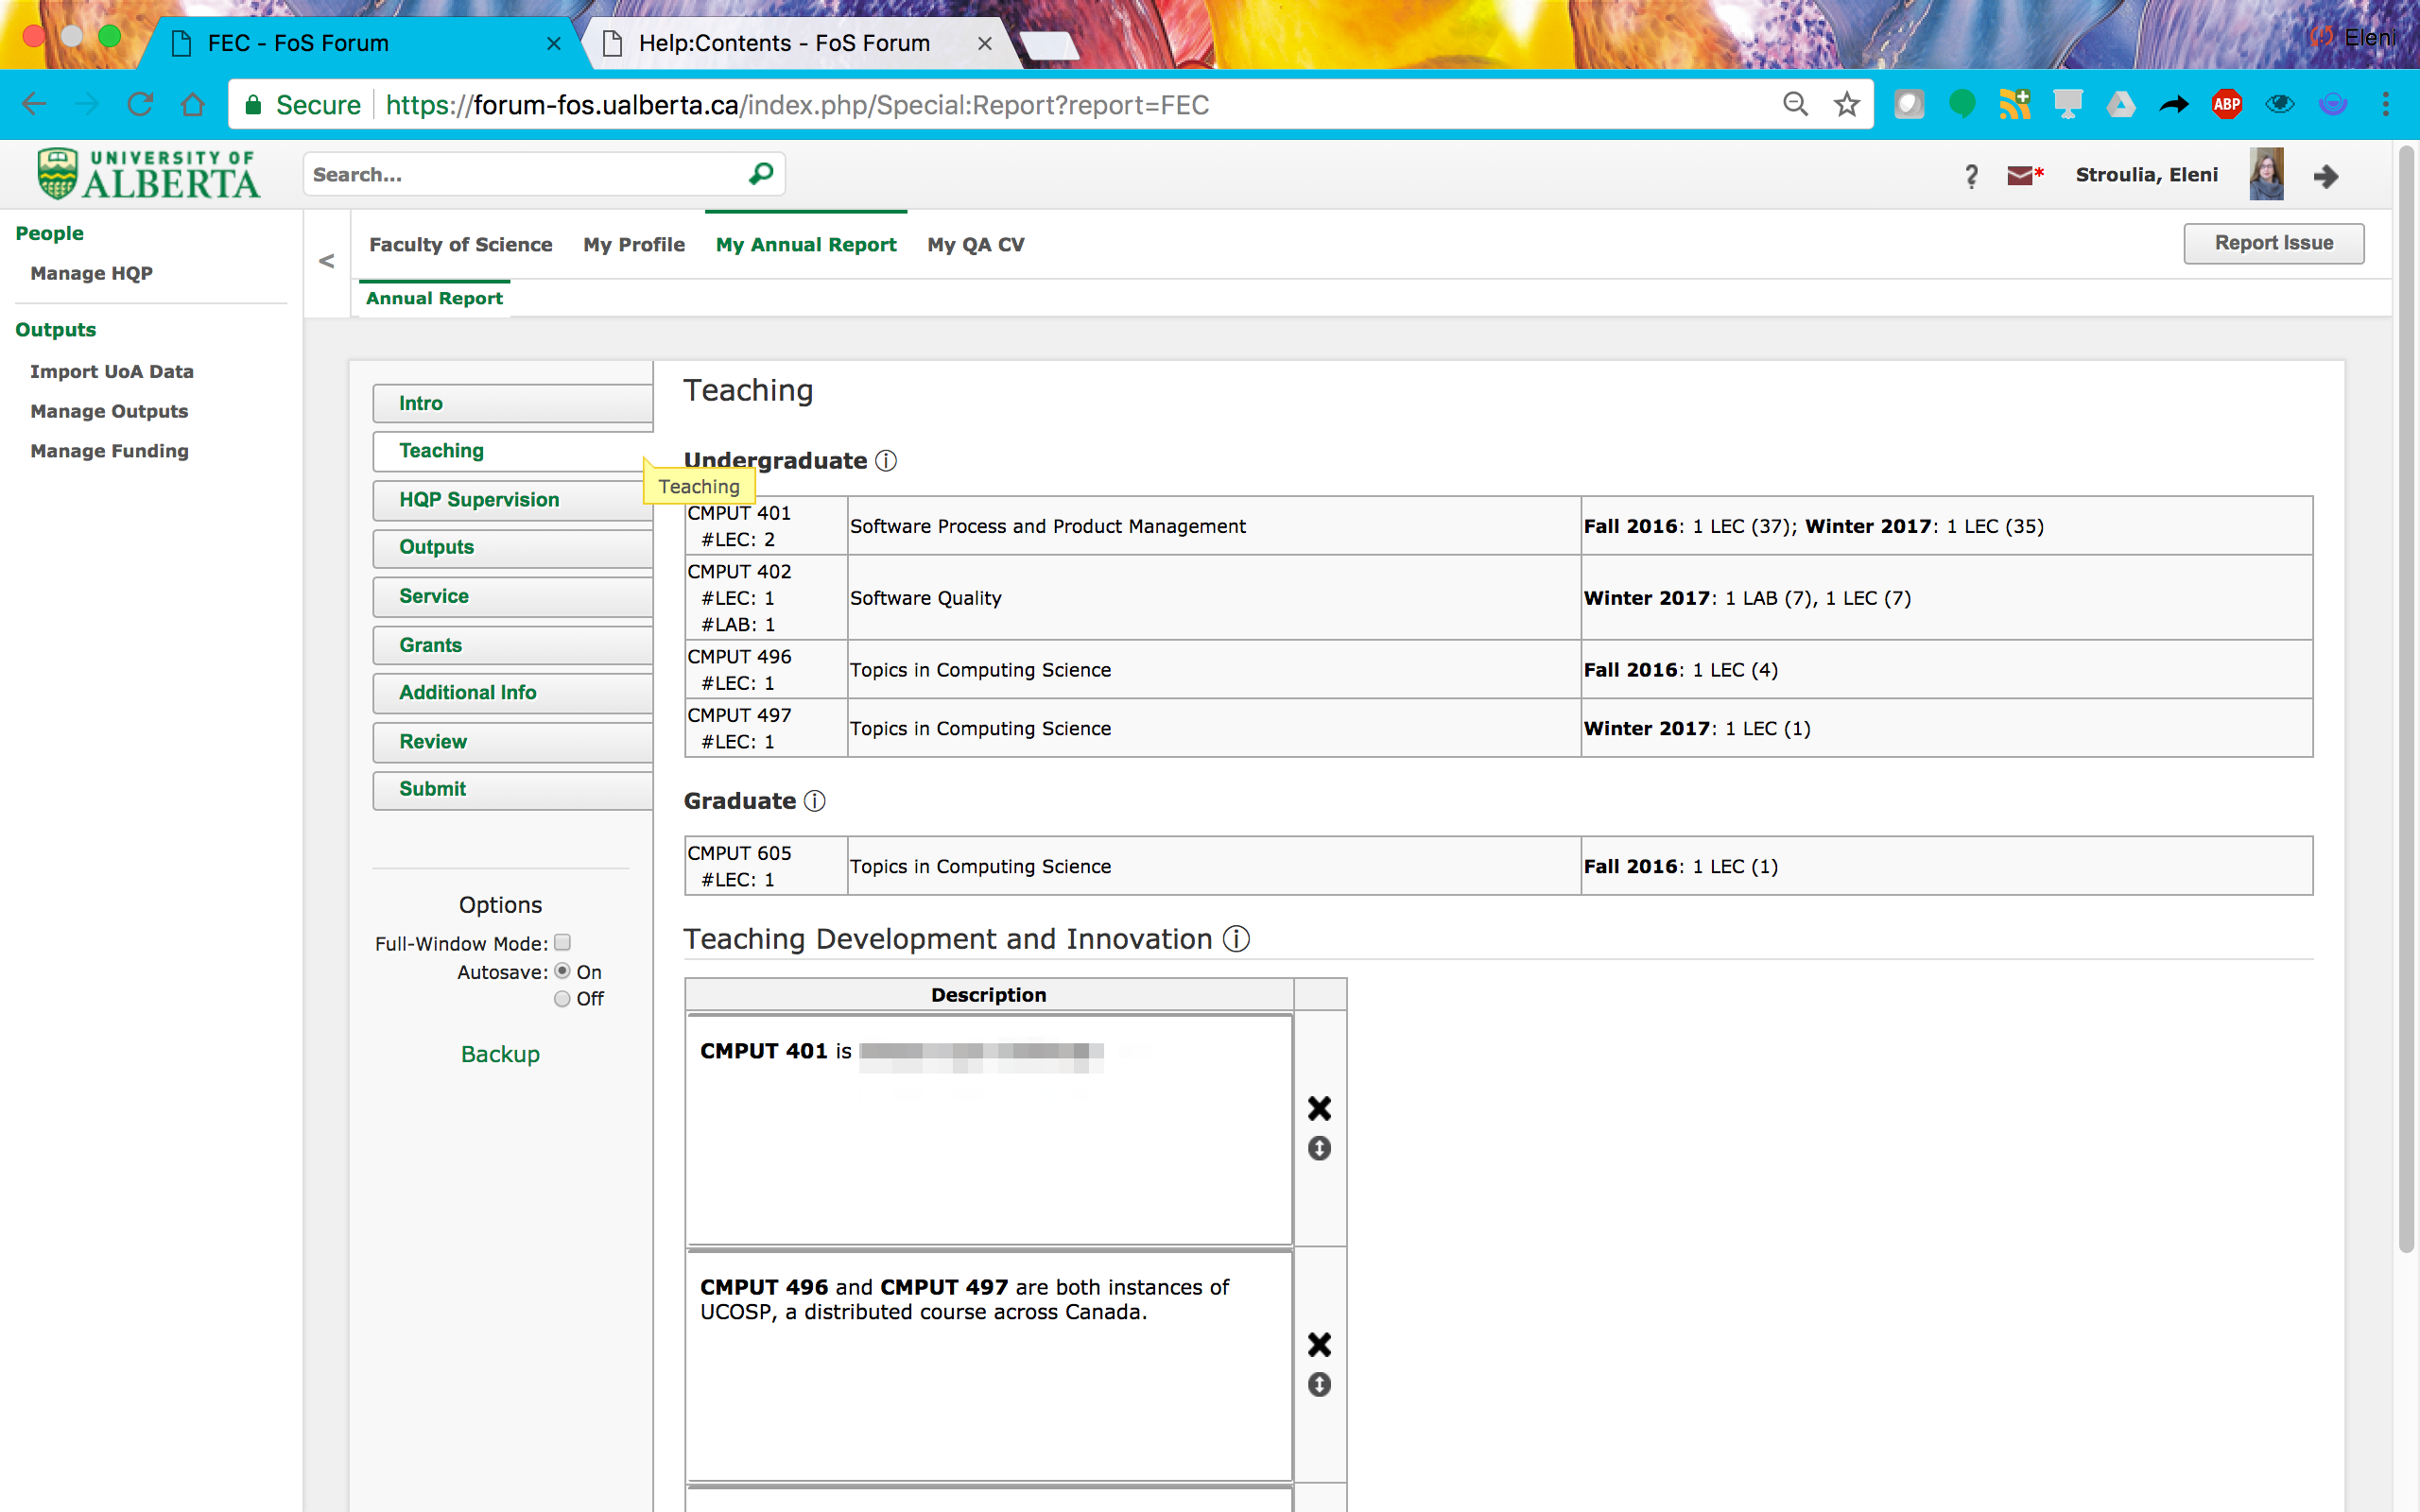 FEC - FoS Forum
Help:Contents - FoS Forum
Eleni
Secure
https://forum-fos.ualberta.ca/index.php/Special:Report?report=FEC
ABP
UNIVERSITY OF
ALBERTA
Search...
?
*
Stroulia, Eleni
People
Manage HQP
Outputs
Import UoA Data
Manage Outputs
Manage Funding
<
Faculty of Science
My Profile
My Annual Report
My QA CV
Report Issue
Annual Report
Intro
Teaching
HQP Supervision
Outputs
Service
Grants
Additional Info
Review
Submit
Options
Full-Window Mode:
Autosave: On
Off
Backup
Teaching
Undergraduate
Teaching
CMPUT 401
#LEC: 2
Software Process and Product Management
Fall 2016: 1 LEC (37); Winter 2017: 1 LEC (35)
CMPUT 402
#LEC: 1
#LAB: 1
Software Quality
Winter 2017: 1 LAB (7), 1 LEC (7)
CMPUT 496
#LEC: 1
Topics in Computing Science
Fall 2016: 1 LEC (4)
CMPUT 497
#LEC: 1
Topics in Computing Science
Winter 2017: 1 LEC (1)
Graduate
CMPUT 605
#LEC: 1
Topics in Computing Science
Fall 2016: 1 LEC (1)
Teaching Development and Innovation
Description
CMPUT 401 is
CMPUT 496 and CMPUT 497 are both instances of
UCOSP, a distributed course across Canada.